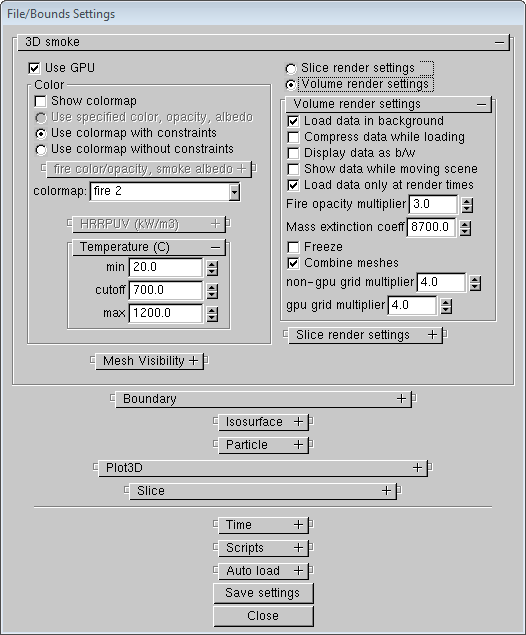 File/Bounds Settings
3D smoke
Use GPU
Color
Show colormap
Use specified color, opacity, albedo
Use colormap with constraints
Use colormap without constraints
fire color/opacity, smoke albedo
colormap: fire 2
HRRPUV (kW/m3)
Temperature (C)
min 20.0
cutoff 700.0
max 1200.0
Mesh Visibility
Slice render settings
Volume render settings
Volume render settings
Load data in background
Compress data while loading
Display data as b/w
Show data while moving scene
Load data only at render times
Fire opacity multiplier 3.0
Mass extinction coeff 8700.0
Freeze
Combine meshes
non-gpu grid multiplier 4.0
gpu grid multiplier 4.0
Slice render settings
Boundary
Isosurface
Particle
Plot3D
Slice
Time
Scripts
Auto load
Save settings
Close